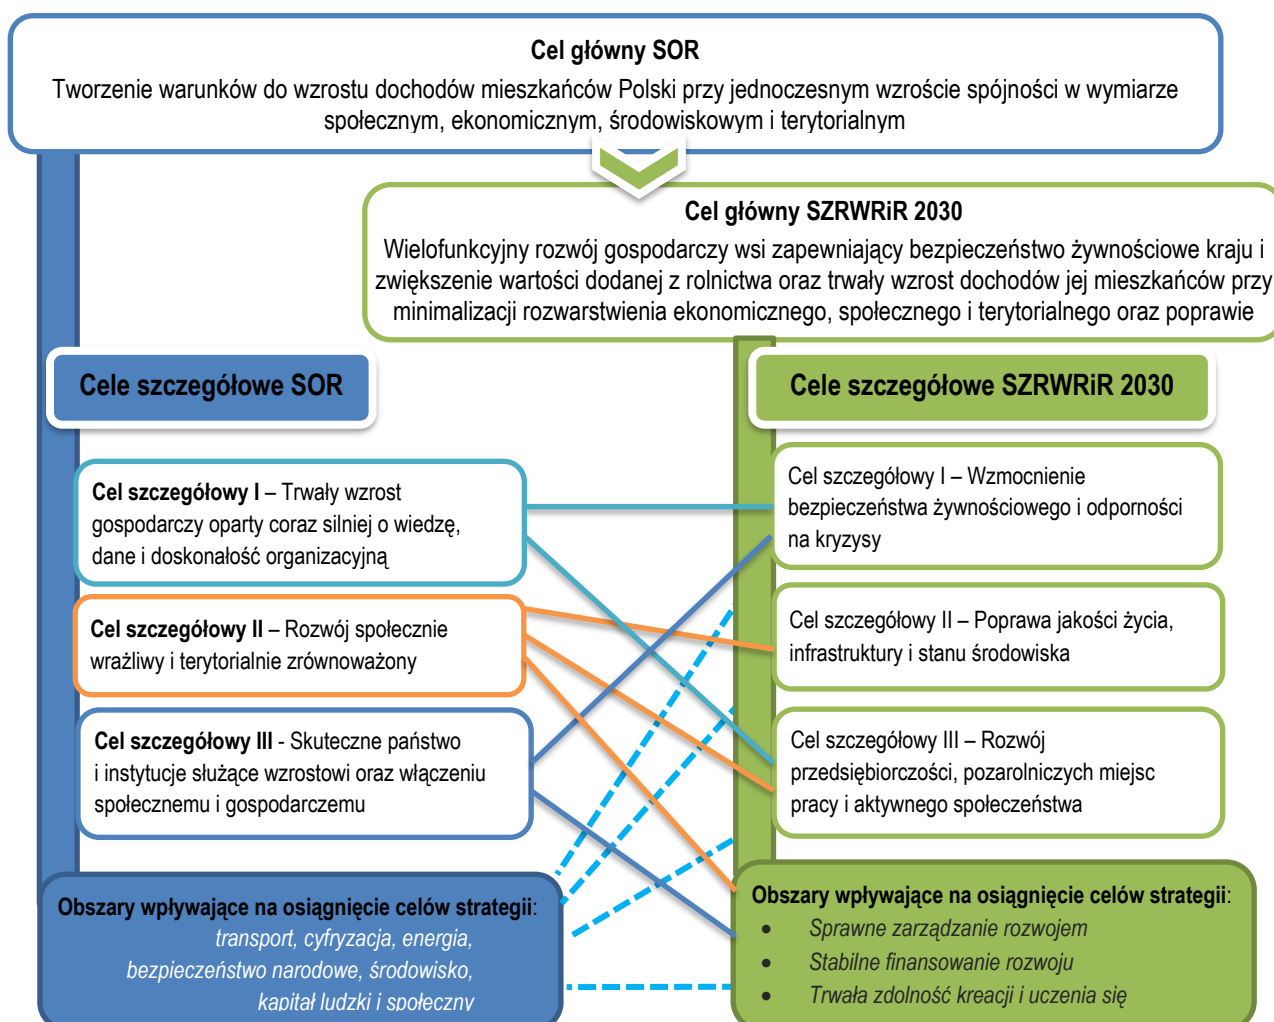 Cel główny SOR
Tworzenie warunków do wzrostu dochodów mieszkańców Polski przy jednoczesnym wzroście spójności w wymiarze
społecznym, ekonomicznym, środowiskowym i terytorialnym
Cel główny SZRWRiR 2030
Wielofunkcyjny rozwój gospodarczy wsi zapewniający bezpieczeństwo żywnościowe kraju i
zwiększenie wartości dodanej z rolnictwa oraz trwały wzrost dochodów jej mieszkańców przy
minimalizacji rozwarstwienia ekonomicznego, społecznego i terytorialnego oraz poprawie
Cele szczegółowe SOR
Cel szczegółowy I – Trwały wzrost
gospodarczy oparty coraz silniej o wiedzę,
dane i doskonałość organizacyjną
Cel szczegółowy II – Rozwój społecznie
wrażliwy i terytorialnie zrównoważony
Cel szczegółowy III - Skuteczne państwo
i instytucje służące wzrostowi oraz włączeniu
społecznemu i gospodarczemu
Obszary wpływające na osiągnięcie celów strategii:
transport, cyfryzacja, energia,
bezpieczeństwo narodowe, środowisko,
kapitał ludzki i społeczny
Cele szczegółowe SZRWRiR 2030
Cel szczegółowy I – Wzmocnienie
bezpieczeństwa żywnościowego i odporności
na kryzysy
Cel szczegółowy II – Poprawa jakości życia,
infrastruktury i stanu środowiska
Cel szczegółowy III – Rozwój
przedsiębiorczości, pozarolniczych miejsc
pracy i aktywnego społeczeństwa
Obszary wpływające na osiągnięcie celów strategii:
• Sprawne zarządzanie rozwojem
• Stabilne finansowanie rozwoju
• Trwała zdolność kreacji i uczenia się